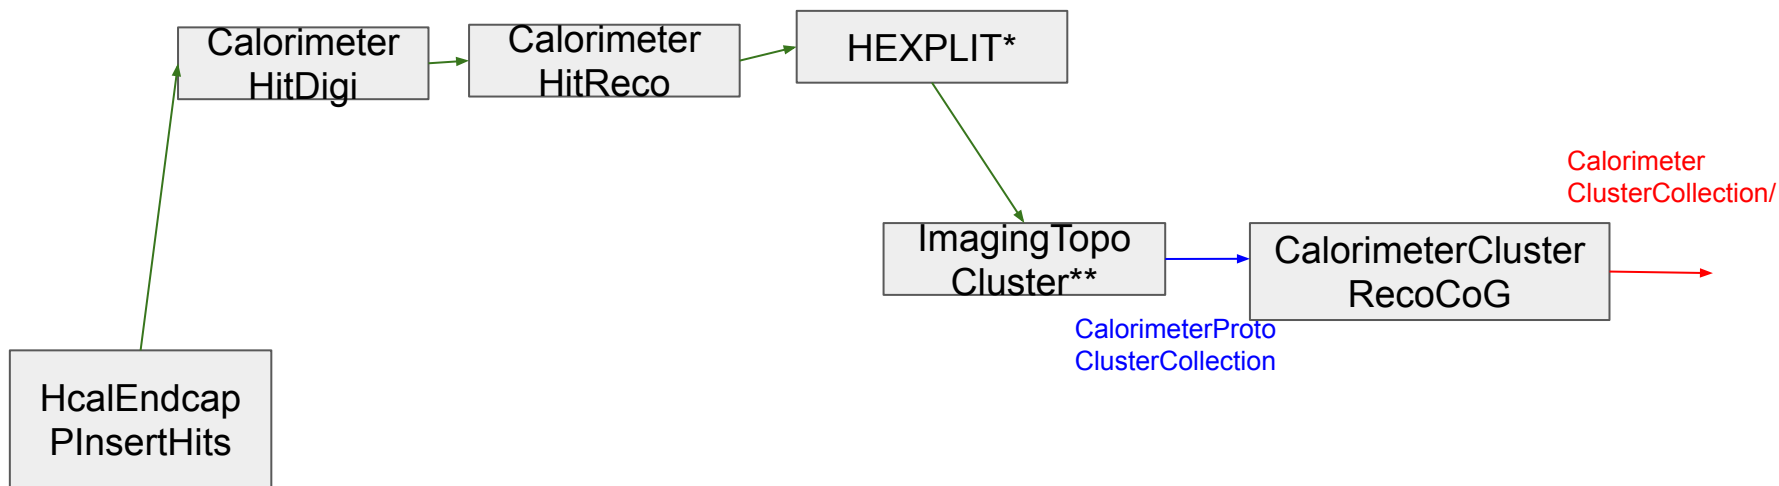 Calorimeter
HitDigi
Calorimeter
HitReco
HEXPLIT*
Calorimeter
ClusterCollection/
ImagingTopo
Cluster**
CalorimeterCluster
RecoCoG
CalorimeterProto
ClusterCollection
HcalEndcap
PInsertHits